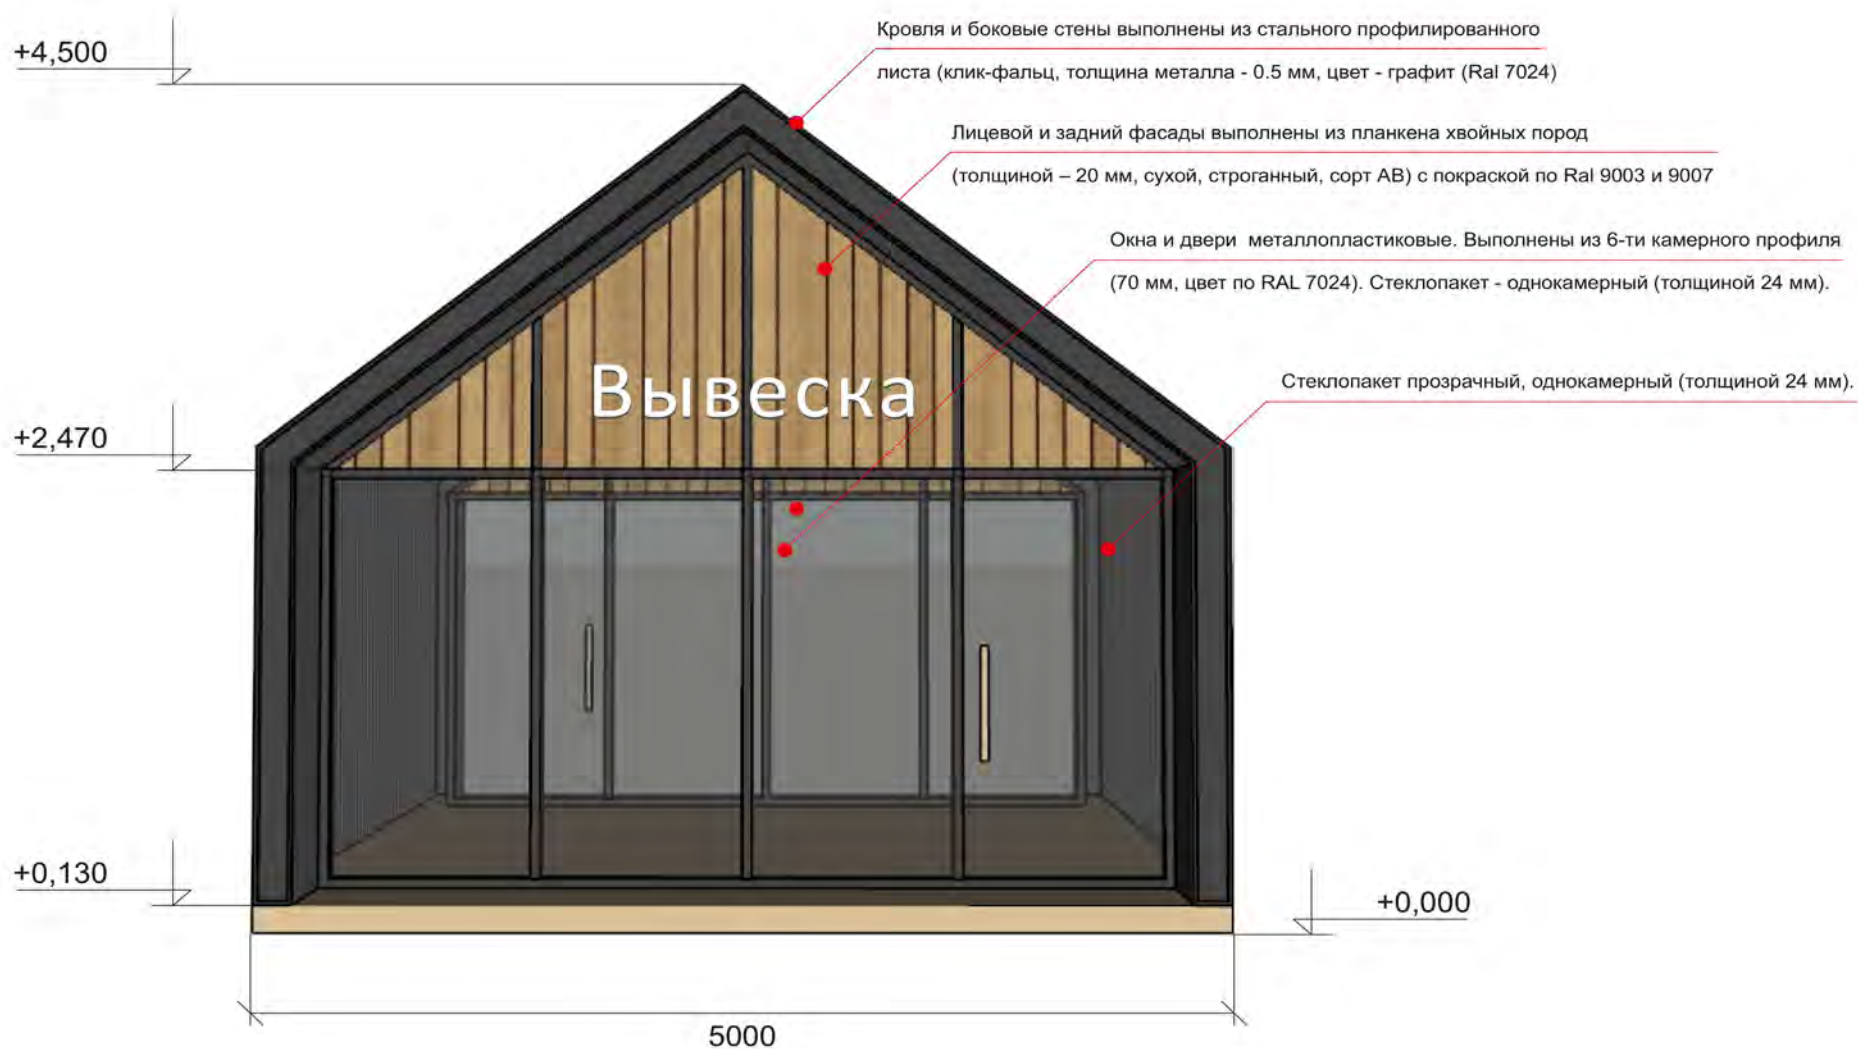 +4,500
Кровля и боковые стены выполнены из стального профилированного
листа (клик-фальц, толщина металла - 0.5 мм, цвет - графит (Ral 7024)
Лицевой и задний фасады выполнены из планкена хвойных пород
(толщиной – 20 мм, сухой, строганный, сорт АВ) с покраской по Ral 9003 и 9007
Окна и двери  металлопластиковые. Выполнены из 6-ти камерного профиля
(70 мм, цвет по RAL 7024). Стеклопакет - однокамерный (толщиной 24 мм).
Стеклопакет прозрачный, однокамерный (толщиной 24 мм).
Вывеска
+2,470
+0,130
+0,000
5000